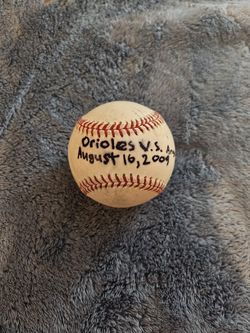 Orioles V.S.
August 16, 2009